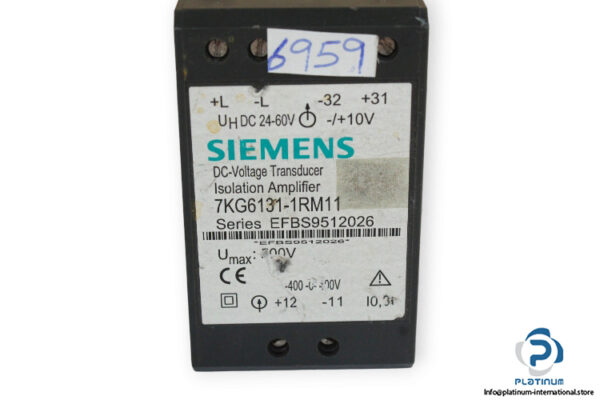 6959
+L -L -32 +31
UH DC 24-60V -/+10V
SIEMENS
DC-Voltage Transducer
Isolation Amplifier
7KG6131-1RM11
Series EFBS9512026
"EFBS9512026"
Umax:
CE
+12 -11
PLATINUM
Info@platinum-international.store